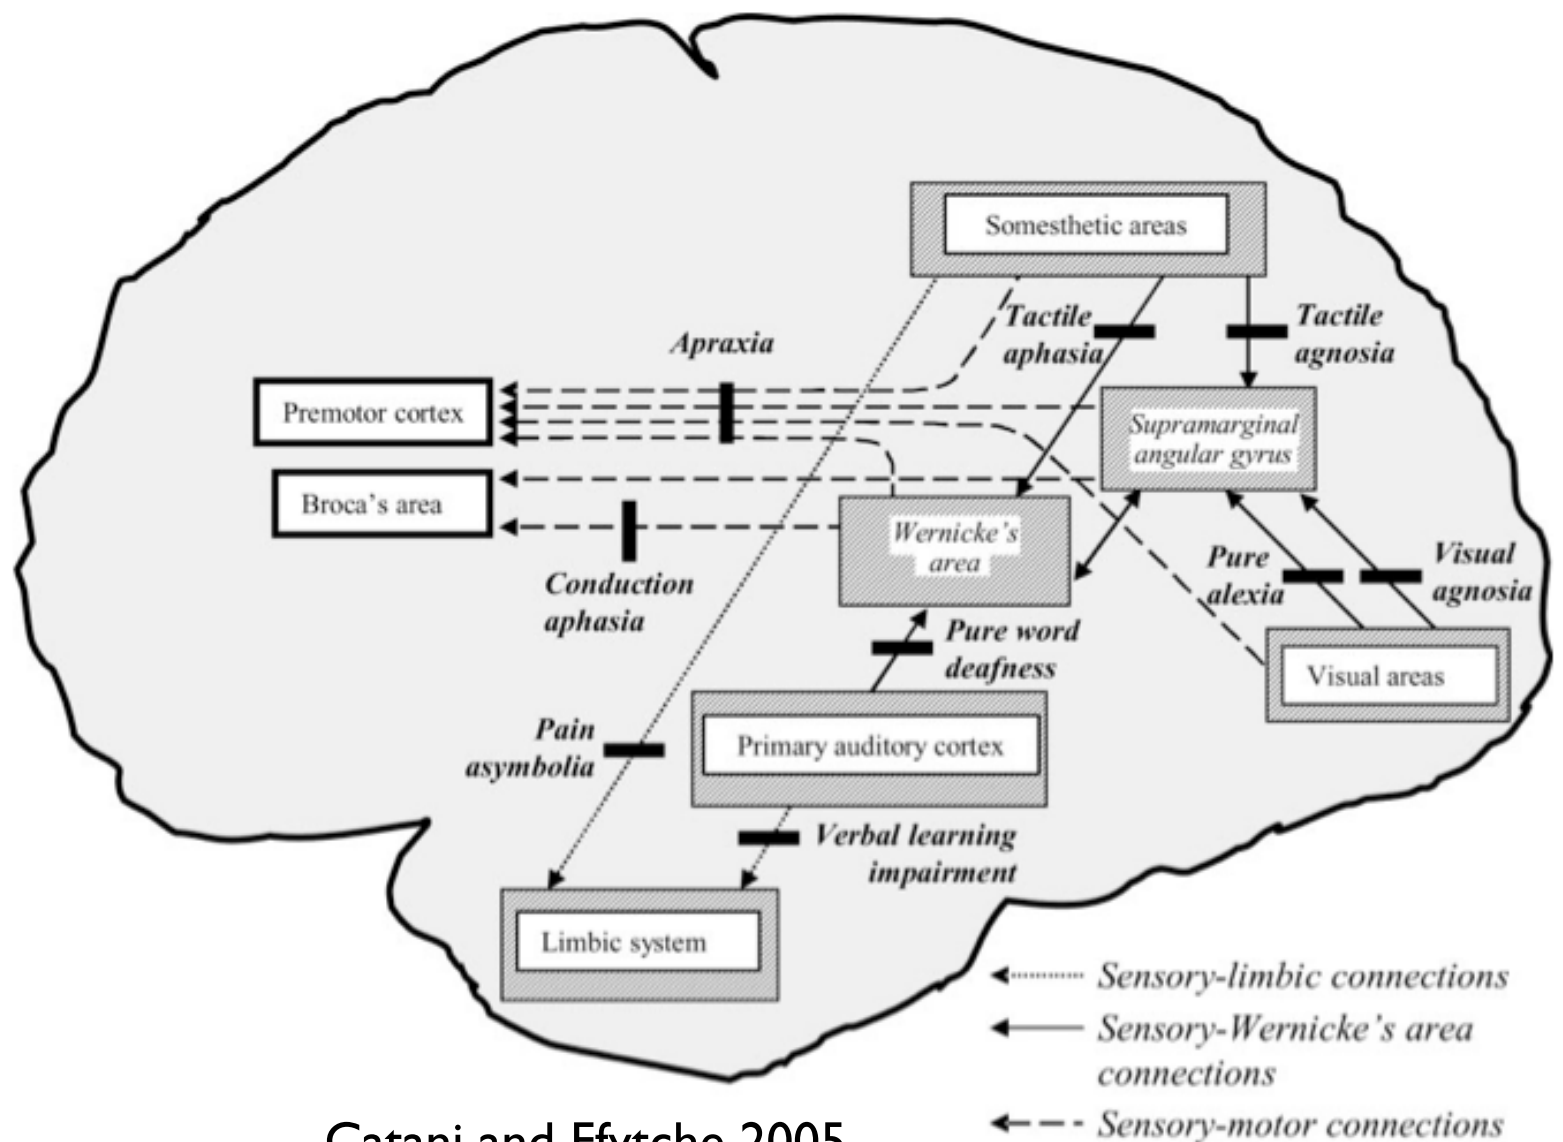 Somesthetic areas
Tactile
aphasia
Tactile
agnosia
Apraxia
Premotor cortex
Supramarginal
angular gyrus
Broca's area
Wernicke's
area
Conduction
aphasia
Pure
alexia
Visual
agnosia
Pure word
deafness
Visual areas
Pain
asymbolia
Primary auditory cortex
Verbal learning
impairment
Limbic system
Sensory-limbic connections
Sensory-Wernicke's area
connections
Sensory-motor connections
Catani and Ffytche 2005